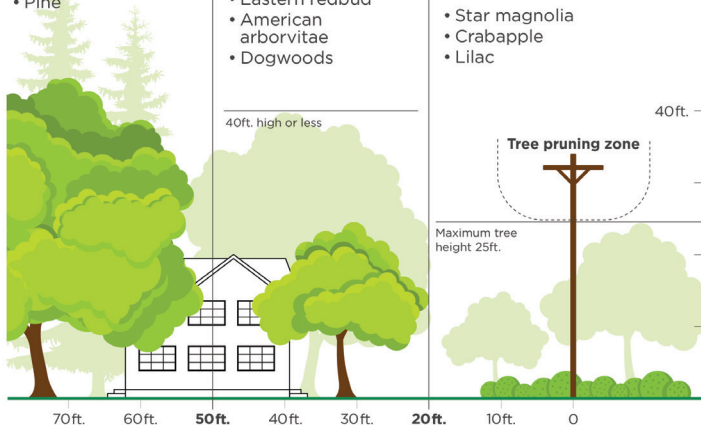 • Pine
• Eastern redbud
• American
arborvitae
• Dogwoods
• Star magnolia
• Crabapple
• Lilac
40ft. high or less
40ft.
Tree pruning zone
Maximum tree
height 25ft.
70ft. 60ft. 50ft. 40ft. 30ft. 20ft. 10ft. 0